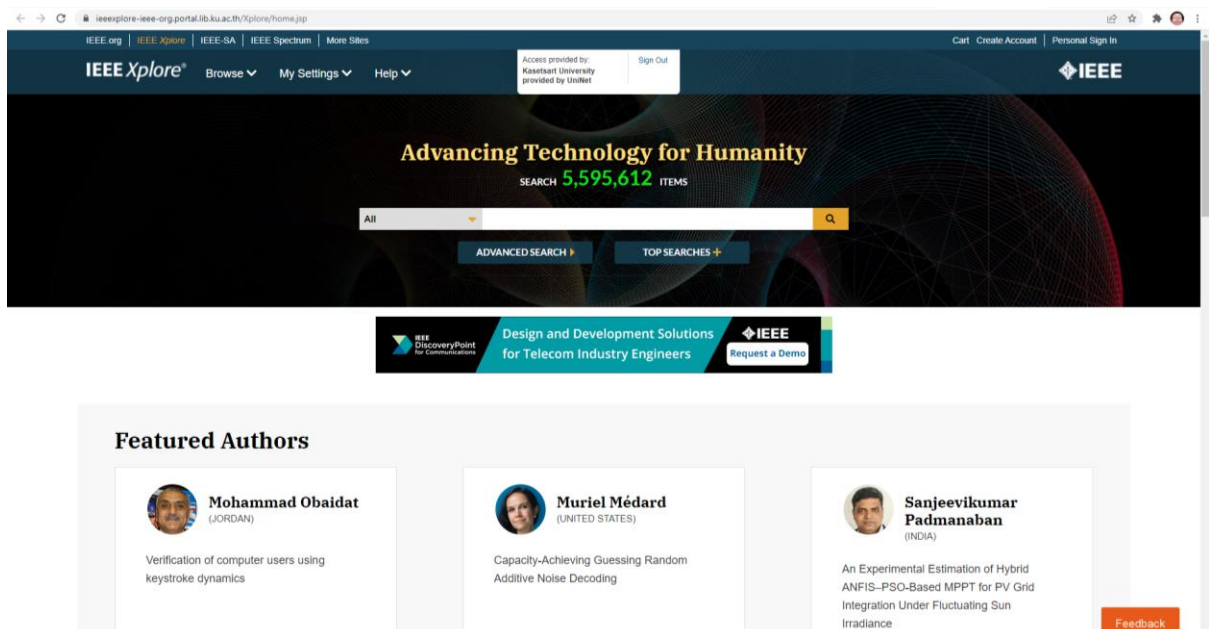 ieeexplore-ieee-org.portal.lib.ku.ac.th/Xplore/home.jsp
IEEE.org | IEEE Xplore | IEEE-SA | IEEE Spectrum | More Sites
Cart Create Account | Personal Sign In
IEEE Xplore® Browse My Settings Help
Access provided by:
Kasetsart University
provided by UniNet
Sign Out
IEEE
Advancing Technology for Humanity
SEARCH 5,595,612 ITEMS
All
ADVANCED SEARCH
TOP SEARCHES +
IEEE
DiscoveryPoint
for Communications
Design and Development Solutions
for Telecom Industry Engineers
IEEE
Request a Demo
Featured Authors
Mohammad Obaidat
(JORDAN)
Verification of computer users using
keystroke dynamics
Muriel Médard
(UNITED STATES)
Capacity-Achieving Guessing Random
Additive Noise Decoding
Sanjeevikumar
Padmanaban
(INDIA)
An Experimental Estimation of Hybrid
ANFIS–PSO-Based MPPT for PV Grid
Integration Under Fluctuating Sun
Irradiance
Feedback